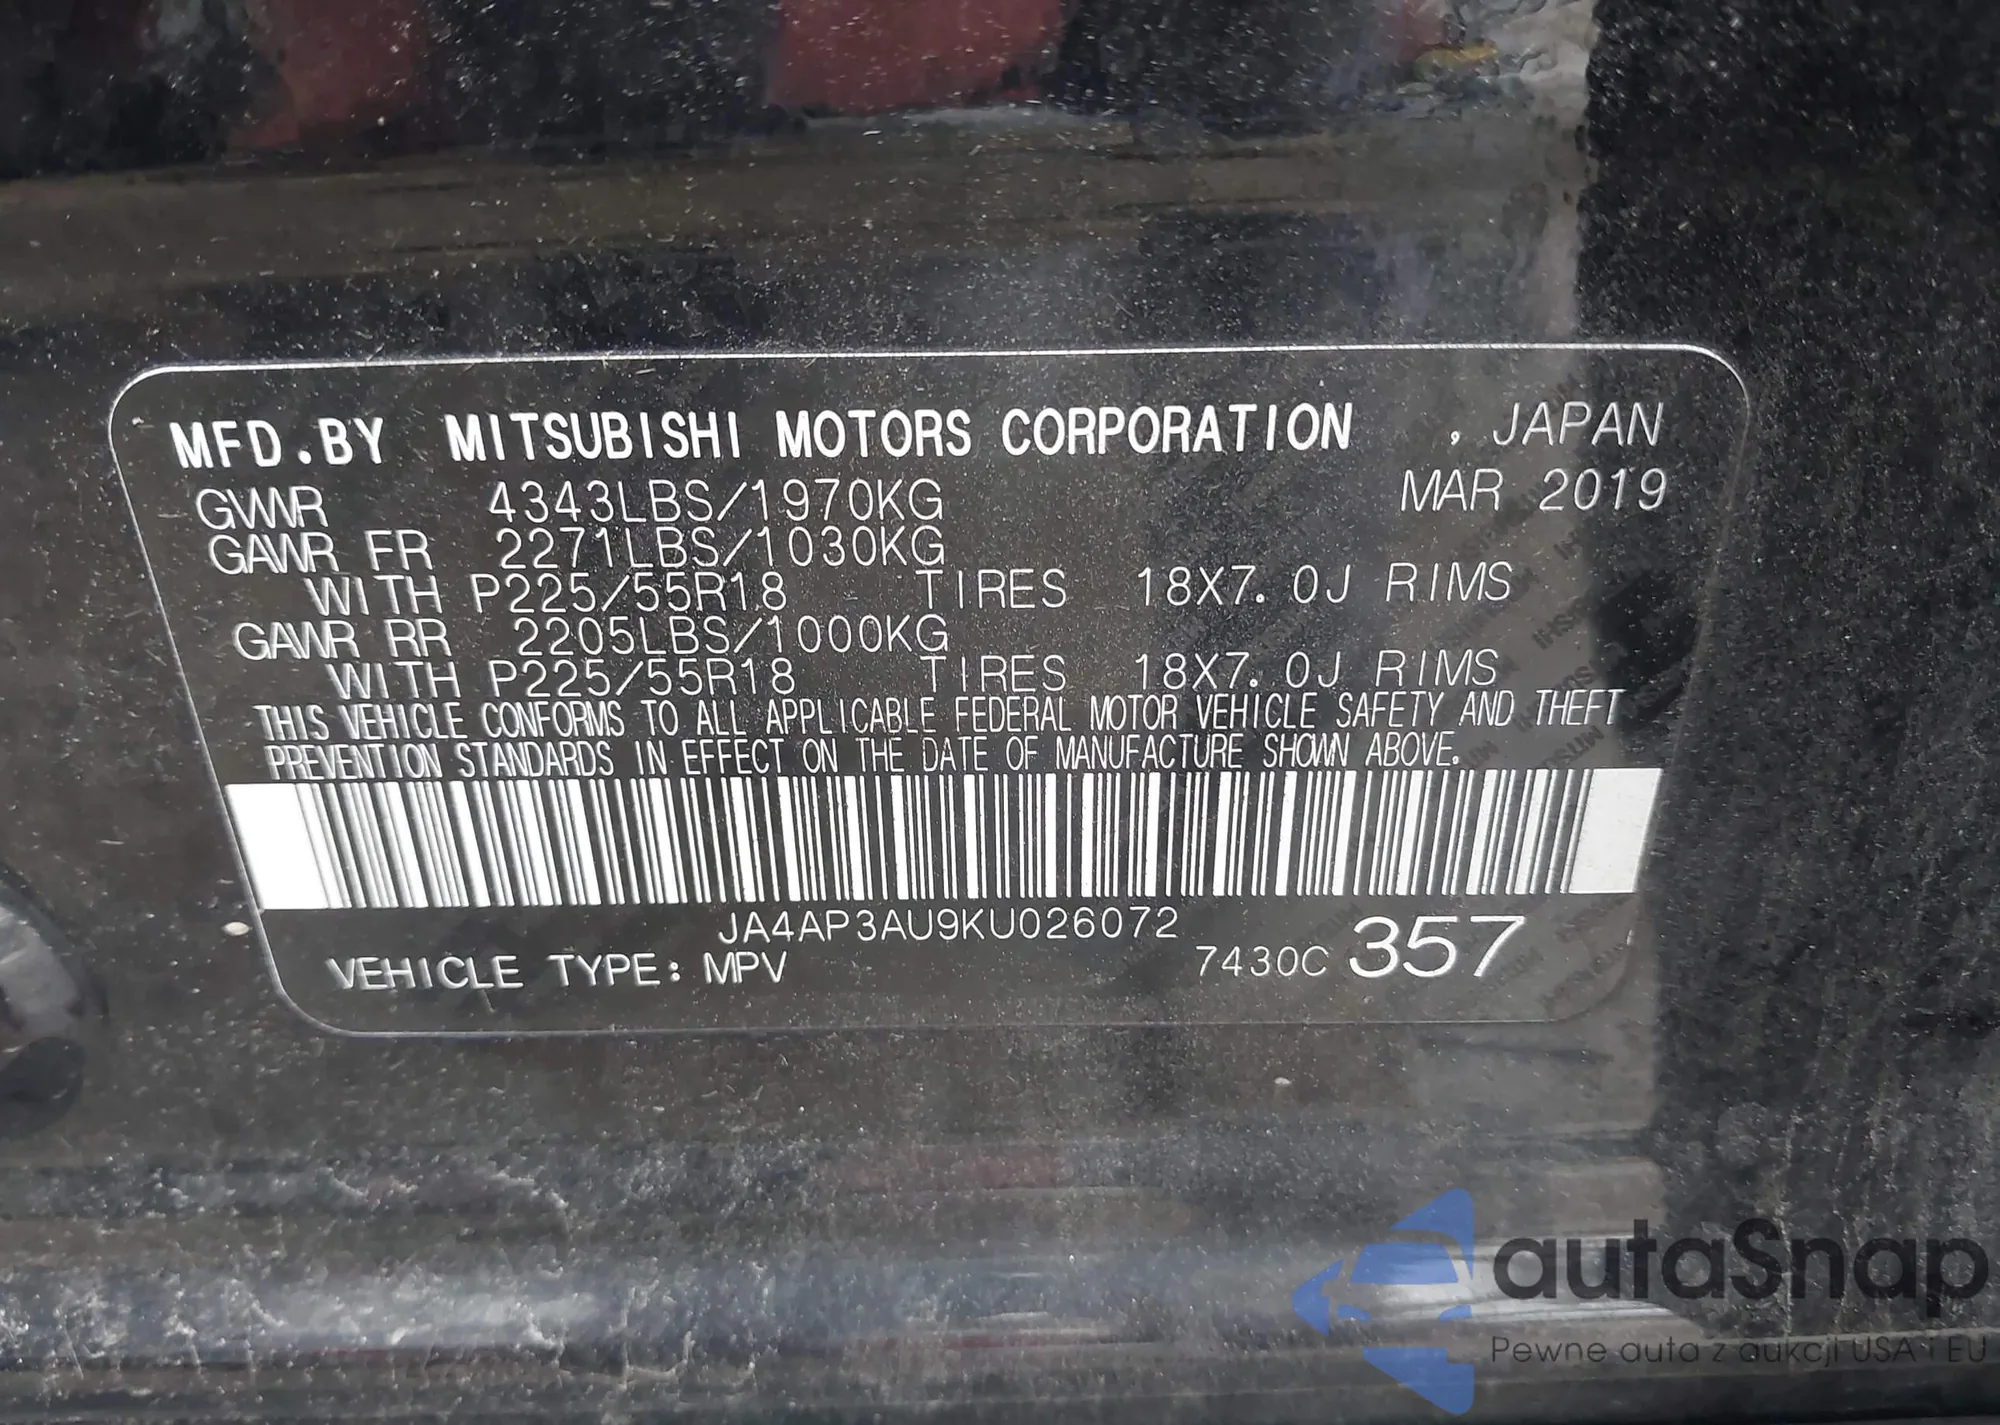 MFD.BY MITSUBISHI MOTORS CORPORATION , JAPAN
GVWR 4343LBS/1970KG MAR 2019
GAWR FR 2271LBS/1030KG
WITH P225/55R18 TIRES 18X7.0J RIMS
GAWR RR 2205LBS/1000KG
WITH P225/55R18 TIRES 18X7.0J RIMS
THIS VEHICLE CONFORMS TO ALL APPLICABLE FEDERAL MOTOR VEHICLE SAFETY AND THEFT
PREVENTION STANDARDS IN EFFECT ON THE DATE OF MANUFACTURE SHOWN ABOVE.
JA4AP3AU9KU026072
VEHICLE TYPE: MPV 7430C 357
autaSnap
Pewne auta z aukcji USA i EU